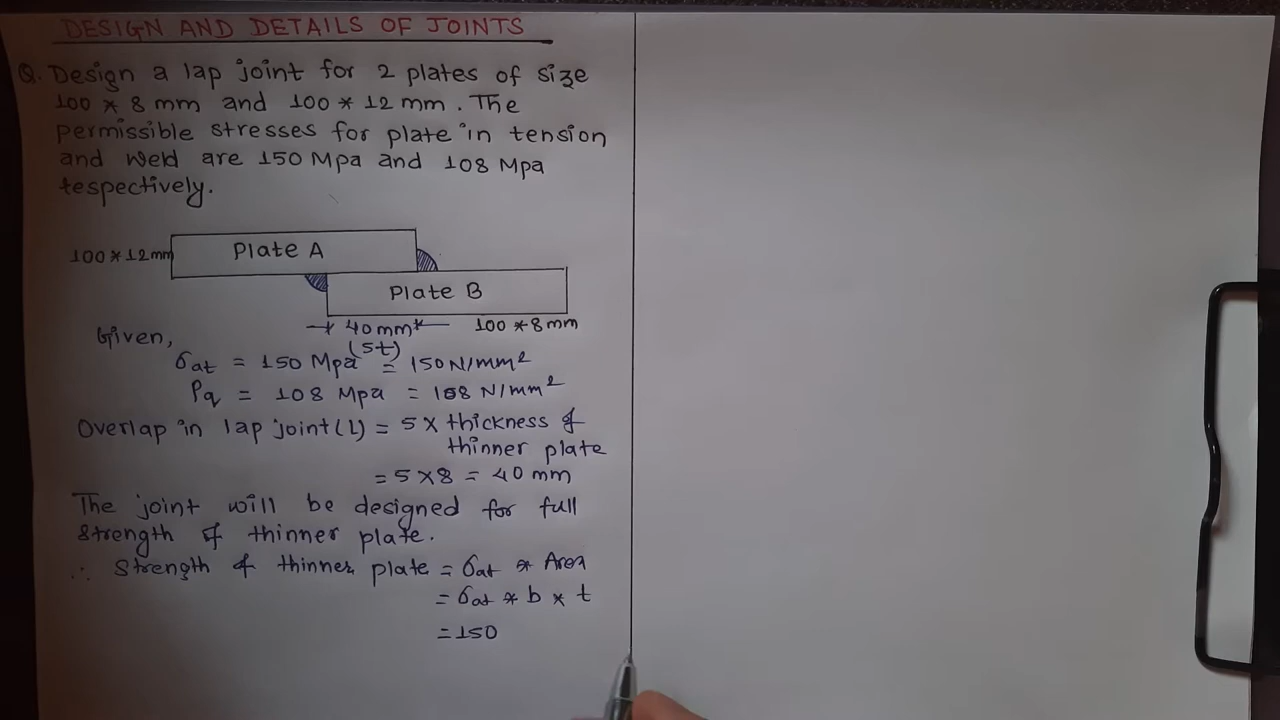 DESIGN AND DETAILS OF JOINTS
Q. Design a lap joint for 2 plates of size
100 * 8 mm and 100 * 12 mm. The
permissible stresses for plate in tension
and weld are 150 Mpa and 108 Mpa
respectively.
100 * 12 mm
Plate A
Plate B
40 mm
100 * 8 mm
(5t)
Given,
σat = 150 Mpa = 150 N/mm²
Pq = 108 Mpa = 108 N/mm²
Overlap in lap joint (L) = 5 X thickness of
thinner plate
= 5 X 8 = 40 mm
The joint will be designed for full
strength of thinner plate.
∴ Strength of thinner plate = σat * Area
= σat * b * t
= 150